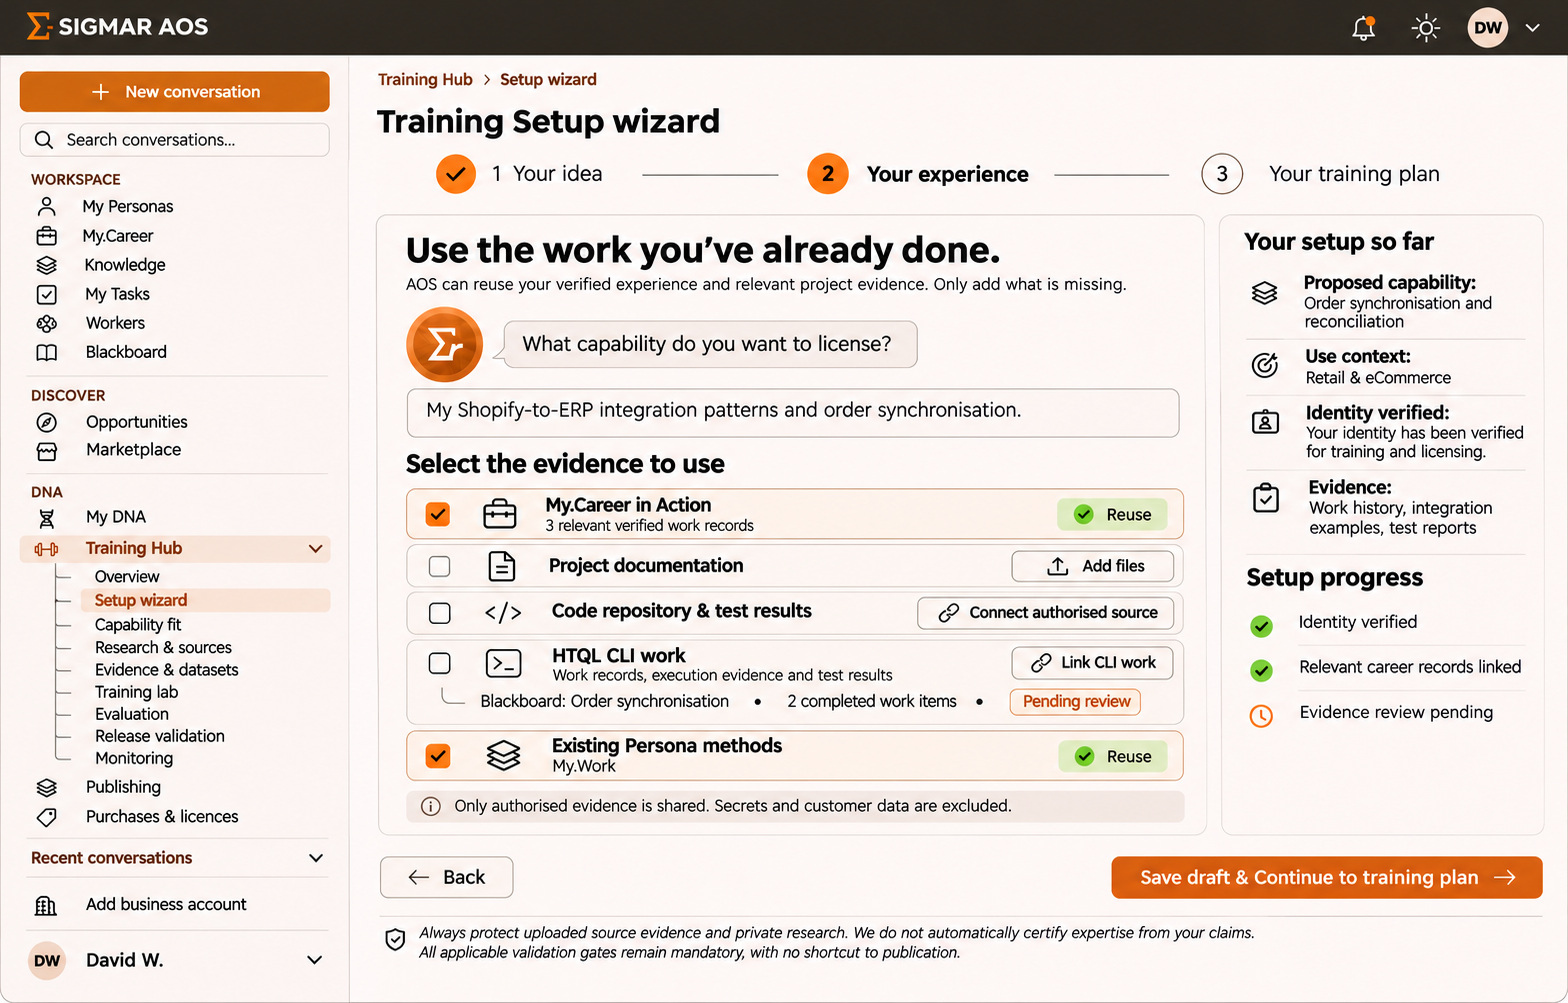 SIGMAR AOS
DW
New conversation
Search conversations...
WORKSPACE
My Personas
My.Career
Knowledge
My Tasks
Workers
Blackboard
DISCOVER
Opportunities
Marketplace
DNA
My DNA
Training Hub
Overview
Setup wizard
Capability fit
Research & sources
Evidence & datasets
Training lab
Evaluation
Release validation
Monitoring
Publishing
Purchases & licences
Recent conversations
Add business account
DW David W.
Training Hub > Setup wizard
Training Setup wizard
1 Your idea
2 Your experience
3 Your training plan
Use the work you’ve already done.
AOS can reuse your verified experience and relevant project evidence. Only add what is missing.
What capability do you want to license?
My Shopify-to-ERP integration patterns and order synchronisation.
Select the evidence to use
My.Career in Action
3 relevant verified work records
Reuse
Project documentation
Add files
</> Code repository & test results
Connect authorised source
HTQL CLI work
Work records, execution evidence and test results
Link CLI work
Blackboard: Order synchronisation • 2 completed work items • Pending review
Existing Persona methods
My.Work
Reuse
Only authorised evidence is shared. Secrets and customer data are excluded.
Your setup so far
Proposed capability:
Order synchronisation and
reconciliation
Use context:
Retail & eCommerce
Identity verified:
Your identity has been verified
for training and licensing.
Evidence:
Work history, integration
examples, test reports
Setup progress
Identity verified
Relevant career records linked
Evidence review pending
← Back
Save draft & Continue to training plan →
Always protect uploaded source evidence and private research. We do not automatically certify expertise from your claims.
All applicable validation gates remain mandatory, with no shortcut to publication.